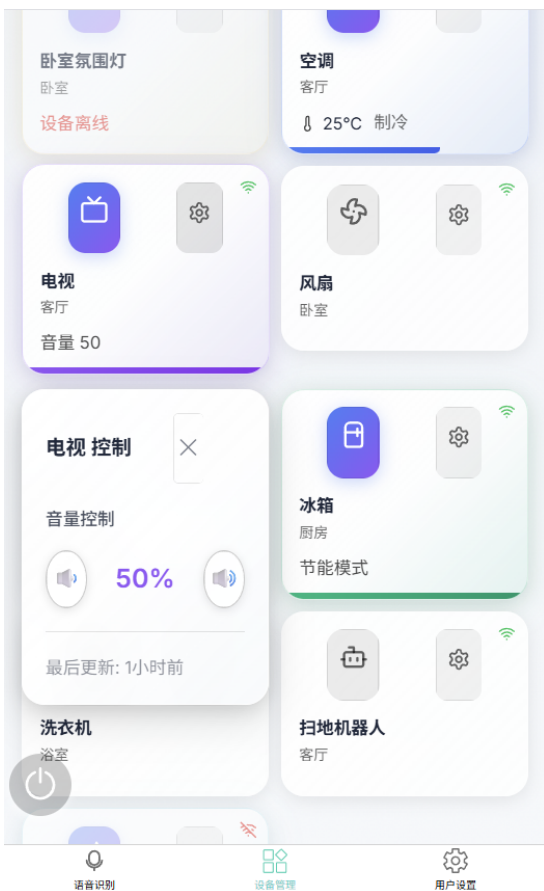 卧室氛围灯
卧室
设备离线
空调
客厅
25°C 制冷
电视
客厅
音量 50
风扇
卧室
电视 控制
音量控制
50%
最后更新: 1小时前
冰箱
厨房
节能模式
洗衣机
浴室
扫地机器人
客厅
语音识别
设备管理
用户设置